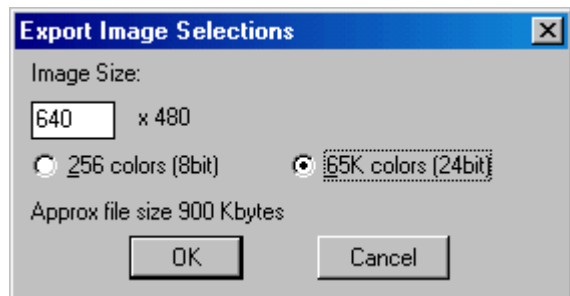 Export Image Selections
Image Size:
640 x 480
256 colors (8bit) 65K colors (24bit)
Approx file size 900 Kbytes
OK Cancel